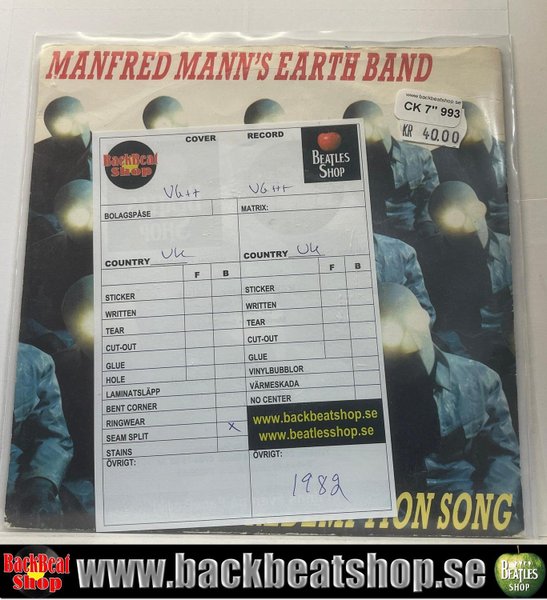 MANFRED MANN'S EARTH BAND
www.backbeatshop.se
CK 7" 993
KR 40.00
BackBeat Shop
COVER
RECORD
BEATLES SHOP
VG++
VG++
BOLAGSPÅSE
MATRIX:
COUNTRY UK
COUNTRY UK
F B
F B
STICKER
WRITTEN
TEAR
CUT-OUT
GLUE
HOLE
LAMINATSLÄPP
BENT CORNER
RINGWEAR x
SEAM SPLIT
STAINS
ÖVRIGT:
STICKER
WRITTEN
TEAR
CUT-OUT
GLUE
VINYLBUBBLOR
VÄRMESKADA
NO CENTER
www.backbeatshop.se
www.beatlesshop.se
ÖVRIGT:
1982
SONG
BackBeat Shop
www.backbeatshop.se
BEATLES SHOP